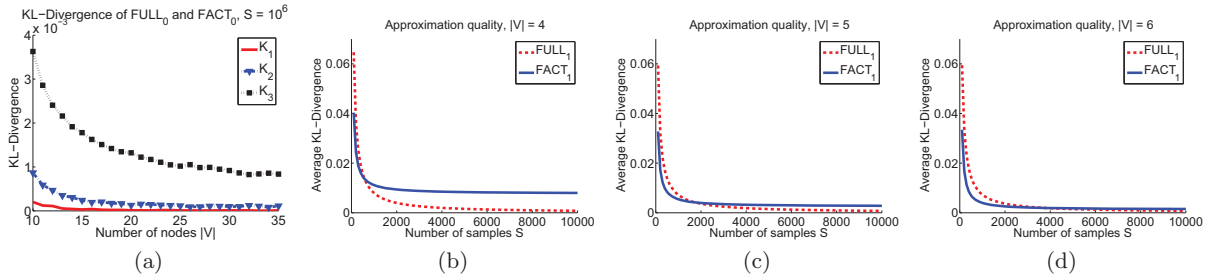 KL−Divergence of FULL₀ and FACT₀, S = 10⁶
x 10⁻³
4
3
2
1
0
10 15 20 25 30 35
KL−Divergence
Number of nodes |V|
K₁
K₂
K₃
(a)
Approximation quality, |V| = 4
0.06
0.04
0.02
0
0 2000 4000 6000 8000 10000
Average KL−Divergence
Number of samples S
FULL₁
FACT₁
(b)
Approximation quality, |V| = 5
0.06
0.04
0.02
0
0 2000 4000 6000 8000 10000
Average KL−Divergence
Number of samples S
FULL₁
FACT₁
(c)
Approximation quality, |V| = 6
0.06
0.04
0.02
0
0 2000 4000 6000 8000 10000
Average KL−Divergence
Number of samples S
FULL₁
FACT₁
(d)